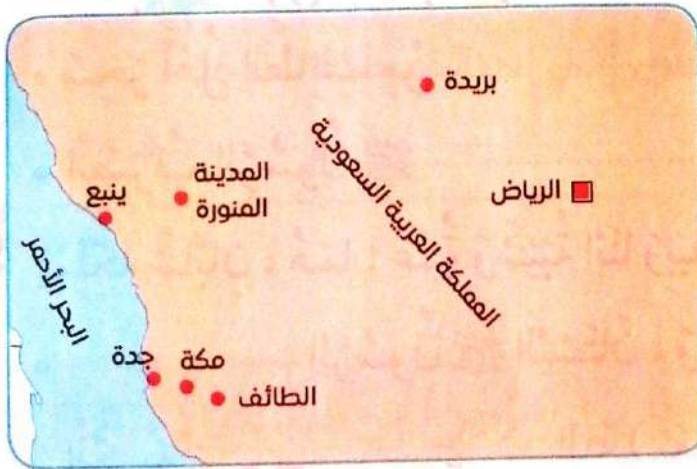 بريدة
المملكة العربية السعودية
الرياض
المدينة
المنورة
ينبع
البحر الأحمر
جدة
مكة
الطائف